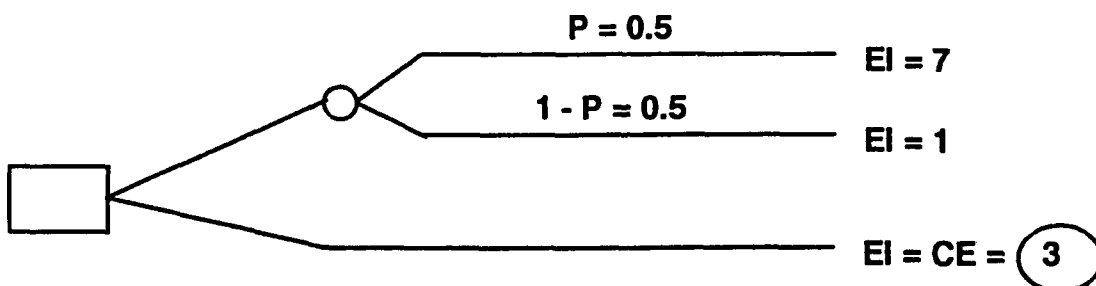 P = 0.5
EI = 7
1 - P = 0.5
EI = 1
EI = CE = 3